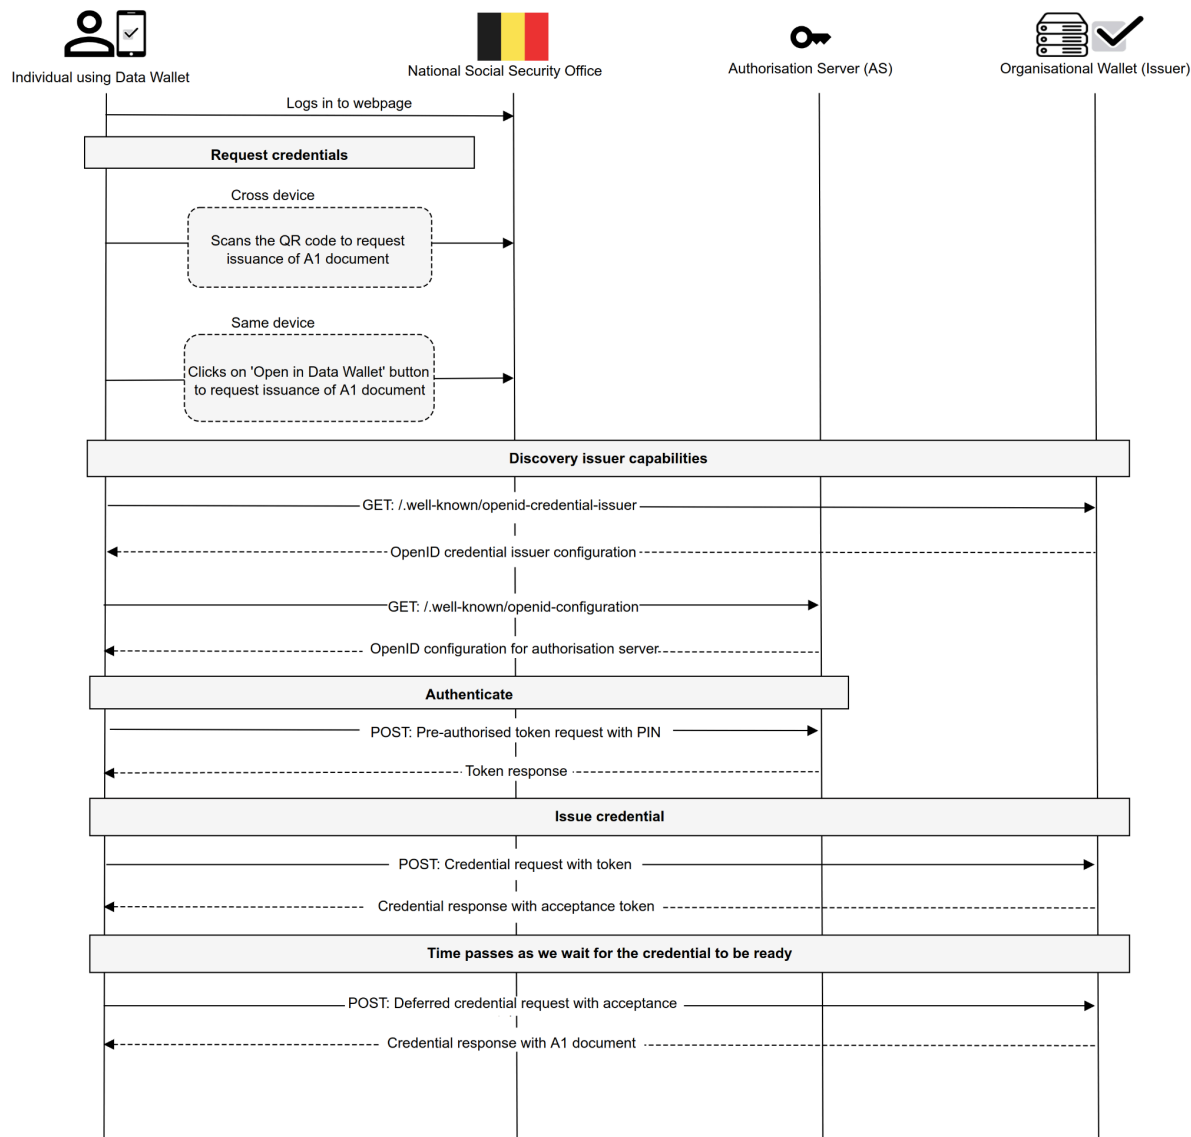 Individual using Data Wallet
National Social Security Office
Authorisation Server (AS)
Organisational Wallet (Issuer)
Logs in to webpage
Request credentials
Cross device
Scans the QR code to request
issuance of A1 document
Same device
Clicks on 'Open in Data Wallet' button
to request issuance of A1 document
Discovery issuer capabilities
GET: /.well-known/openid-credential-issuer
OpenID credential issuer configuration
GET: /.well-known/openid-configuration
OpenID configuration for authorisation server
Authenticate
POST: Pre-authorised token request with PIN
Token response
Issue credential
POST: Credential request with token
Credential response with acceptance token
Time passes as we wait for the credential to be ready
POST: Deferred credential request with acceptance
Credential response with A1 document